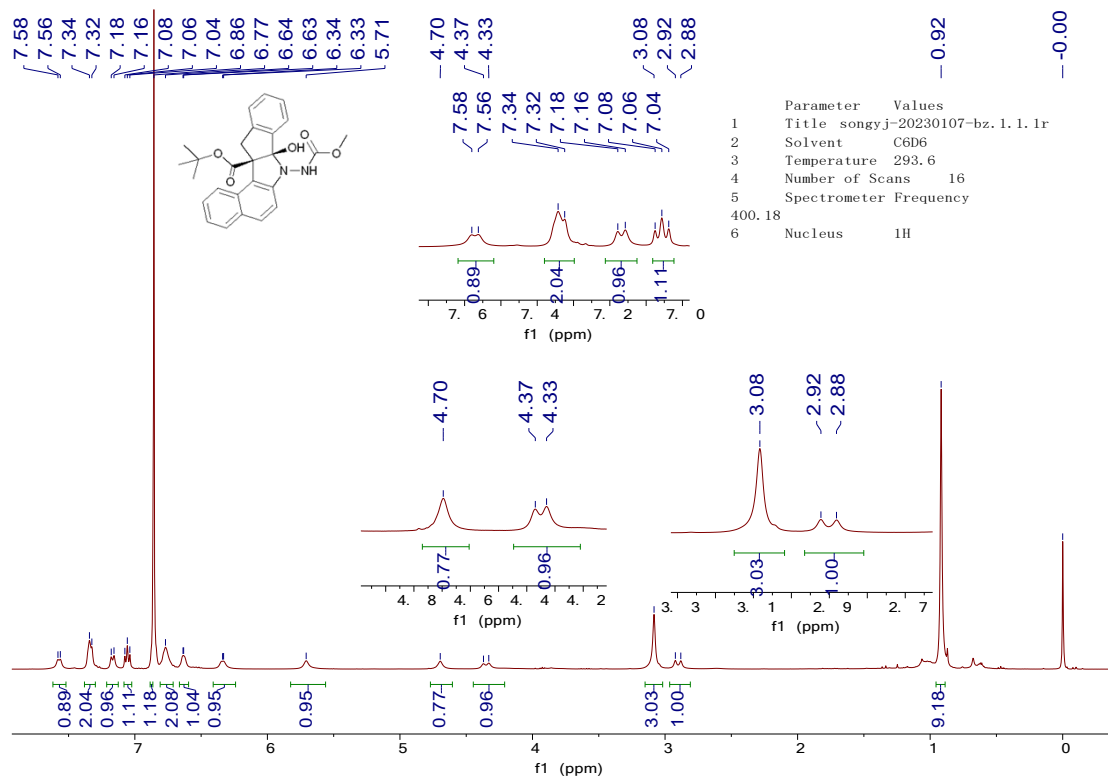 7.58
7.56
7.34
7.32
7.18
7.16
7.08
7.06
7.04
6.86
6.77
6.64
6.63
6.34
6.33
5.71
4.70
4.37
4.33
3.08
2.92
2.88
0.92
-0.00
OH
O
O
O
O
N
NH
7.58
7.56
7.34
7.32
7.18
7.16
7.08
7.06
7.04
0.89
2.04
0.96
1.11
7. 6 7. 4 7. 2 7. 0
f1 (ppm)
Parameter Values
1 Title songyj-20230107-bz.1.1.1r
2 Solvent C6D6
3 Temperature 293.6
4 Number of Scans 16
5 Spectrometer Frequency
400.18
6 Nucleus 1H
4.70
4.37
4.33
0.77
0.96
4. 8 4. 6 4. 4 4. 2
f1 (ppm)
3.08
2.92
2.88
3.03
1.00
3. 3 3. 1 2. 9 2. 7
f1 (ppm)
0.89
2.04
0.96
1.11
1.18
2.08
1.04
0.95
0.95
0.77
0.96
3.03
1.00
9.18
7 6 5 4 3 2 1 0
f1 (ppm)